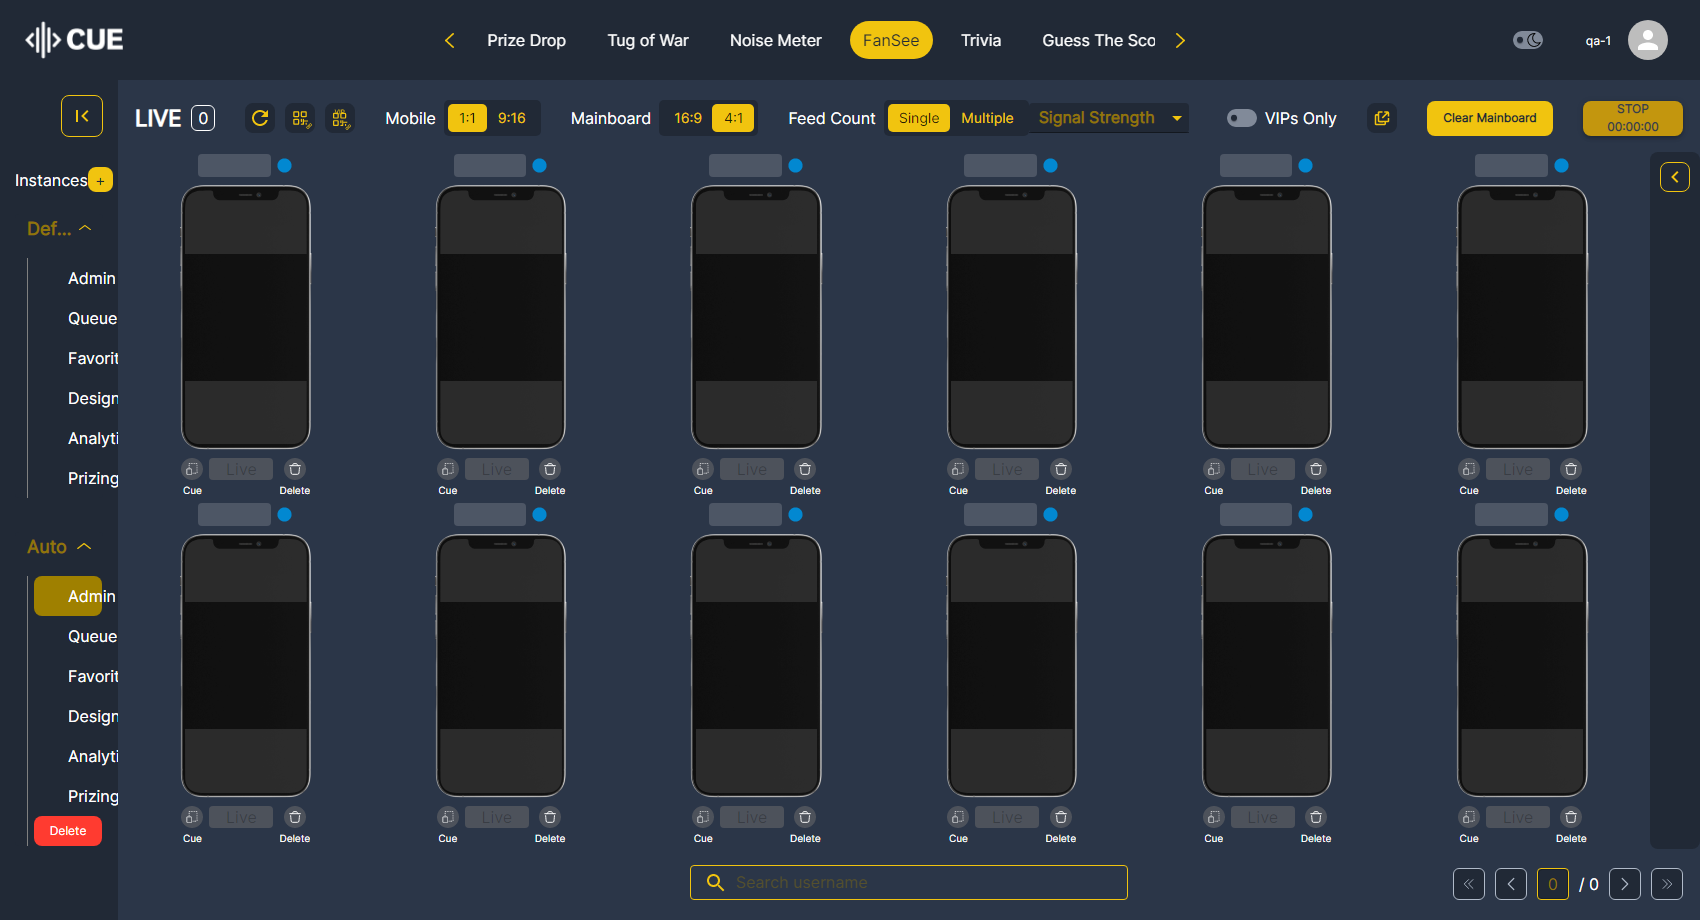 CUE
Prize Drop Tug of War Noise Meter FanSee Trivia Guess The Sco
qa-1
LIVE 0 Mobile 1:1 9:16 Mainboard 16:9 4:1 Feed Count Single Multiple Signal Strength VIPs Only Clear Mainboard STOP
00:00:00
Instances +
Def...
Admin
Queue
Favorit
Design
Analyti
Prizing
Auto
Admin
Queue
Favorit
Design
Analyti
Prizing
Delete
Live Live Live Live Live Live
Cue Delete Cue Delete Cue Delete Cue Delete Cue Delete Cue Delete
Live Live Live Live Live Live
Cue Delete Cue Delete Cue Delete Cue Delete Cue Delete Cue Delete
Search username
0 / 0